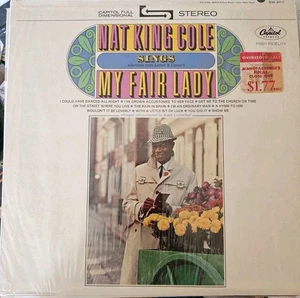 CAPITOL FULL DIMENSIONAL STEREO
NAT KING COLE
SINGS
MY FAIR LADY
Capitol
HIGH FIDELITY
I COULD HAVE DANCED ALL NIGHT • I'VE GROWN ACCUSTOMED TO HER FACE • GET ME TO THE CHURCH ON TIME
ON THE STREET WHERE YOU LIVE • THE RAIN IN SPAIN • I'M AN ORDINARY MAN • A HYMN TO HIM
WOULDN'T IT BE LOVERLY • WITH A LITTLE BIT OF LUCK • YOU DID IT • SHOW ME
$1.77